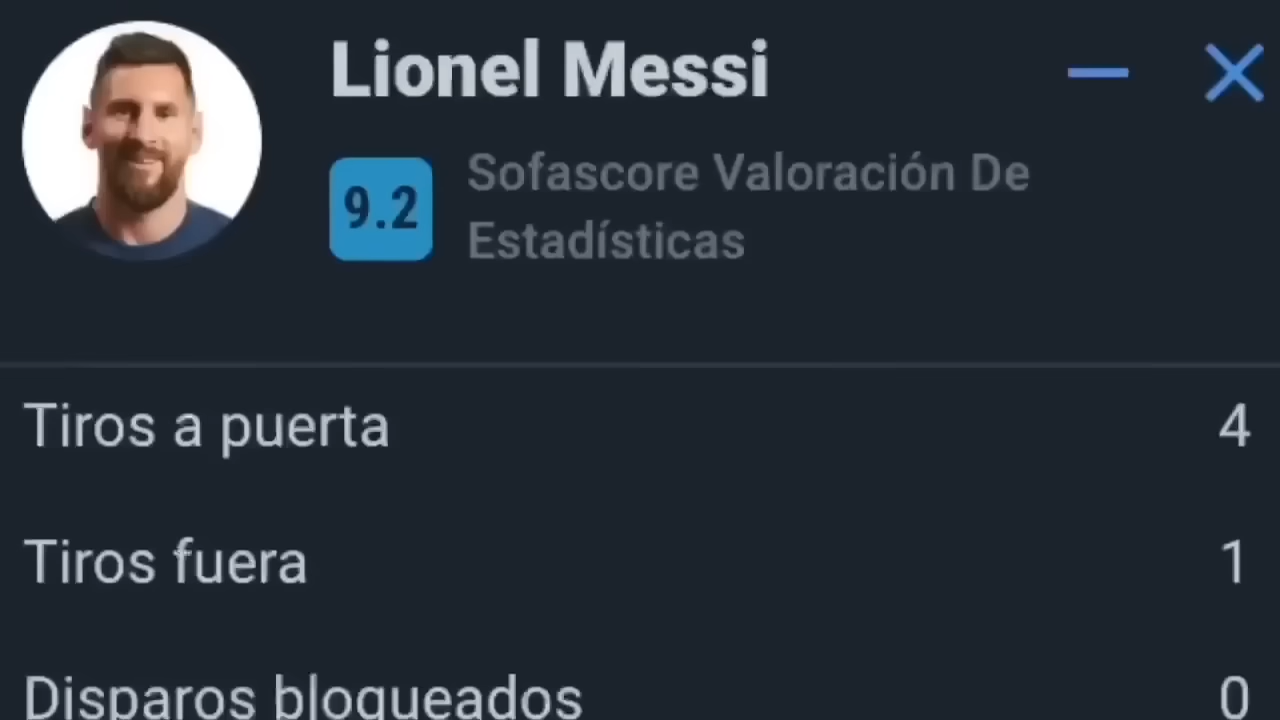 Lionel Messi
9.2
Sofascore Valoración De
Estadísticas
Tiros a puerta 4
Tiros fuera 1
Disparos bloqueados 0